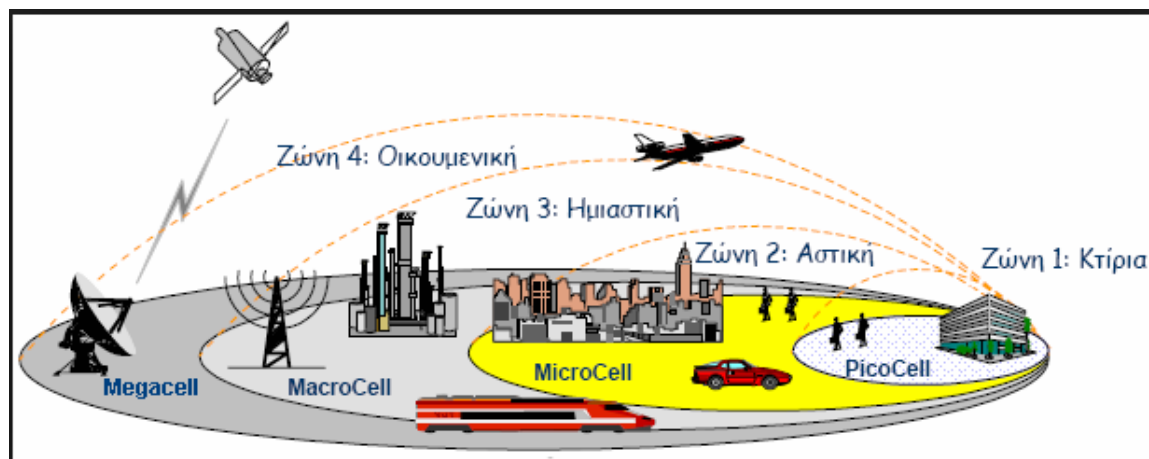 Ζώνη 4: Οικουμενική
Ζώνη 3: Ημιαστική
Ζώνη 2: Αστική
Ζώνη 1: Κτίρια
Megacell
MacroCell
MicroCell
PicoCell